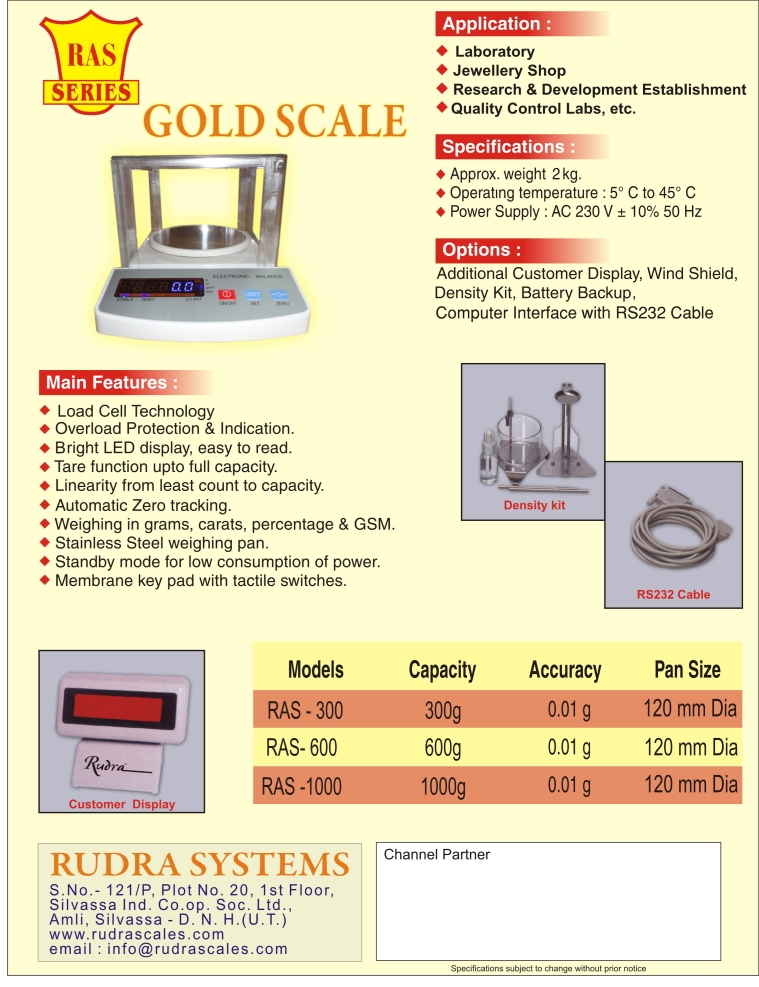 RAS
SERIES
GOLD SCALE
ELECTRONIC BALANCE
0.0
STABLE ZERO LO-BAT
UNIT
ON/OFF SET ZERO
Application :
Laboratory
Jewellery Shop
Research & Development Establishment
Quality Control Labs, etc.
Specifications :
Approx. weight 2 kg.
Operating temperature : 5° C to 45° C
Power Supply : AC 230 V ± 10% 50 Hz
Options :
Additional Customer Display, Wind Shield,
Density Kit, Battery Backup,
Computer Interface with RS232 Cable
Main Features :
Load Cell Technology
Overload Protection & Indication.
Bright LED display, easy to read.
Tare function upto full capacity.
Linearity from least count to capacity.
Automatic Zero tracking.
Weighing in grams, carats, percentage & GSM.
Stainless Steel weighing pan.
Standby mode for low consumption of power.
Membrane key pad with tactile switches.
Density kit
RS232 Cable
Rudra
Customer Display
Models Capacity Accuracy Pan Size
RAS - 300 300g 0.01 g 120 mm Dia
RAS- 600 600g 0.01 g 120 mm Dia
RAS -1000 1000g 0.01 g 120 mm Dia
RUDRA SYSTEMS
S.No.- 121/P, Plot No. 20, 1st Floor,
Silvassa Ind. Co.op. Soc. Ltd.,
Amli, Silvassa - D. N. H.(U.T.)
www.rudrascales.com
email : info@rudrascales.com
Channel Partner
Specifications subject to change without prior notice